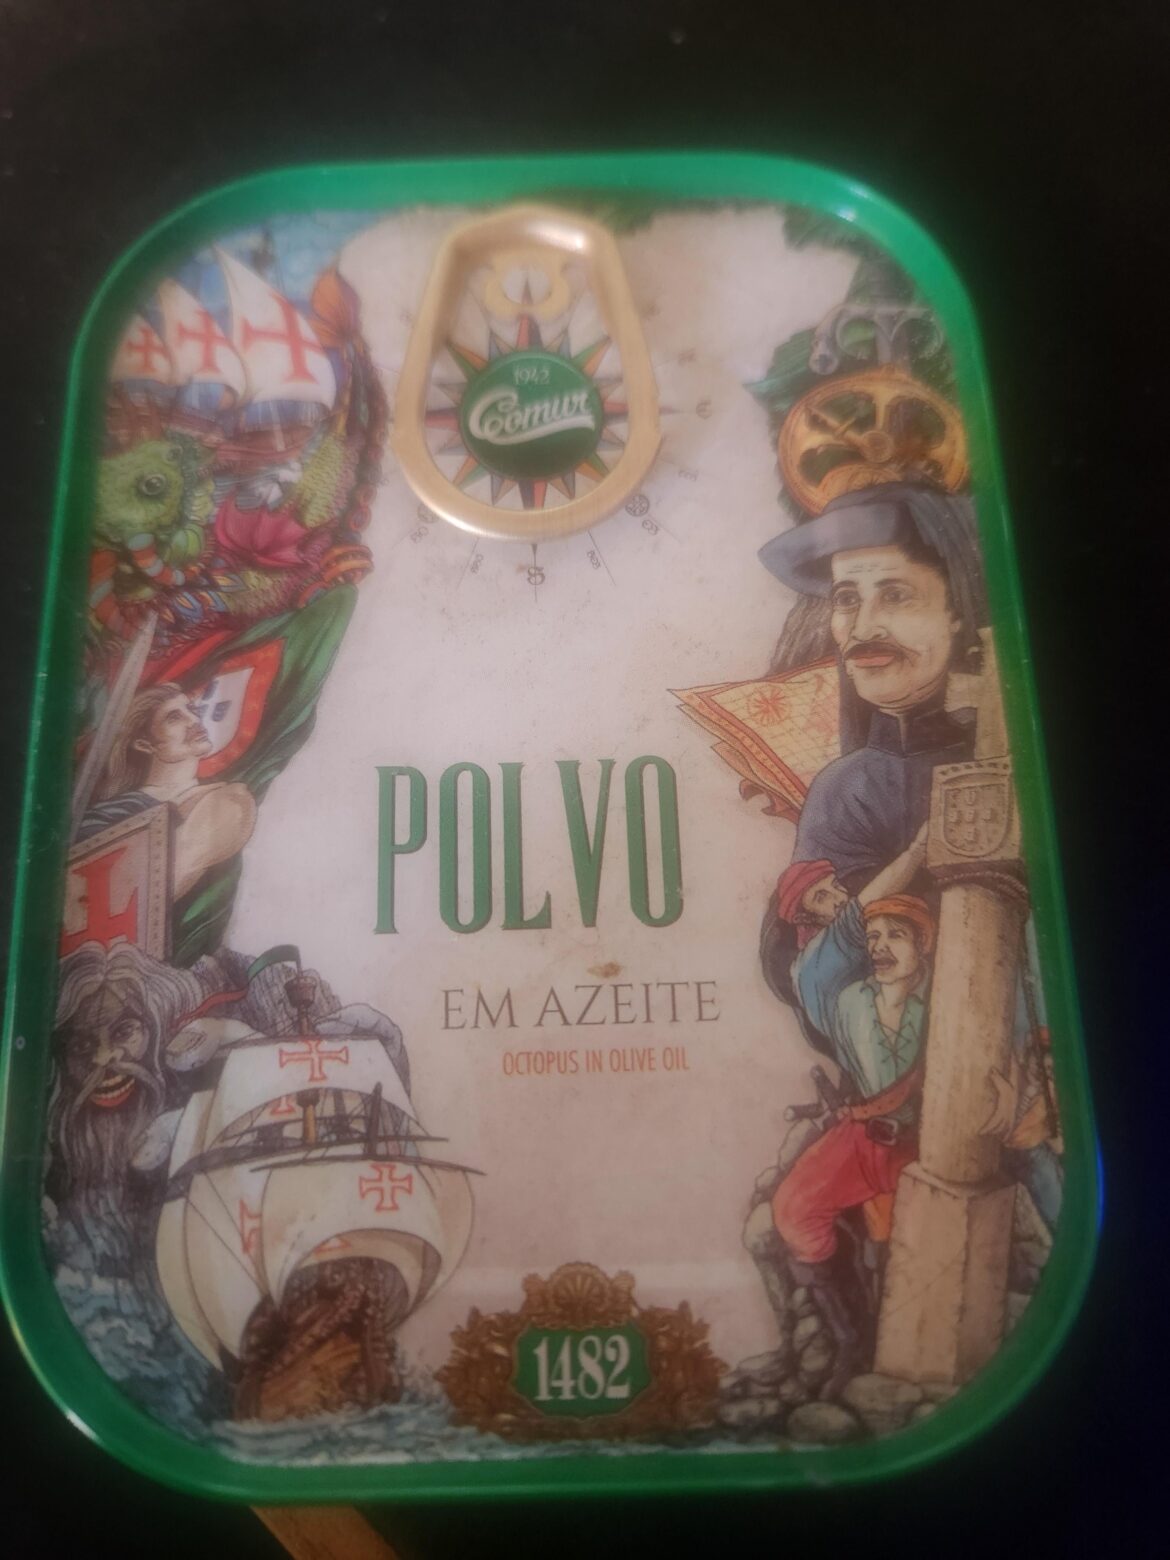 1942
Comur
E
S
POLVO
EM AZEITE
OCTOPUS IN OLIVE OIL
1482